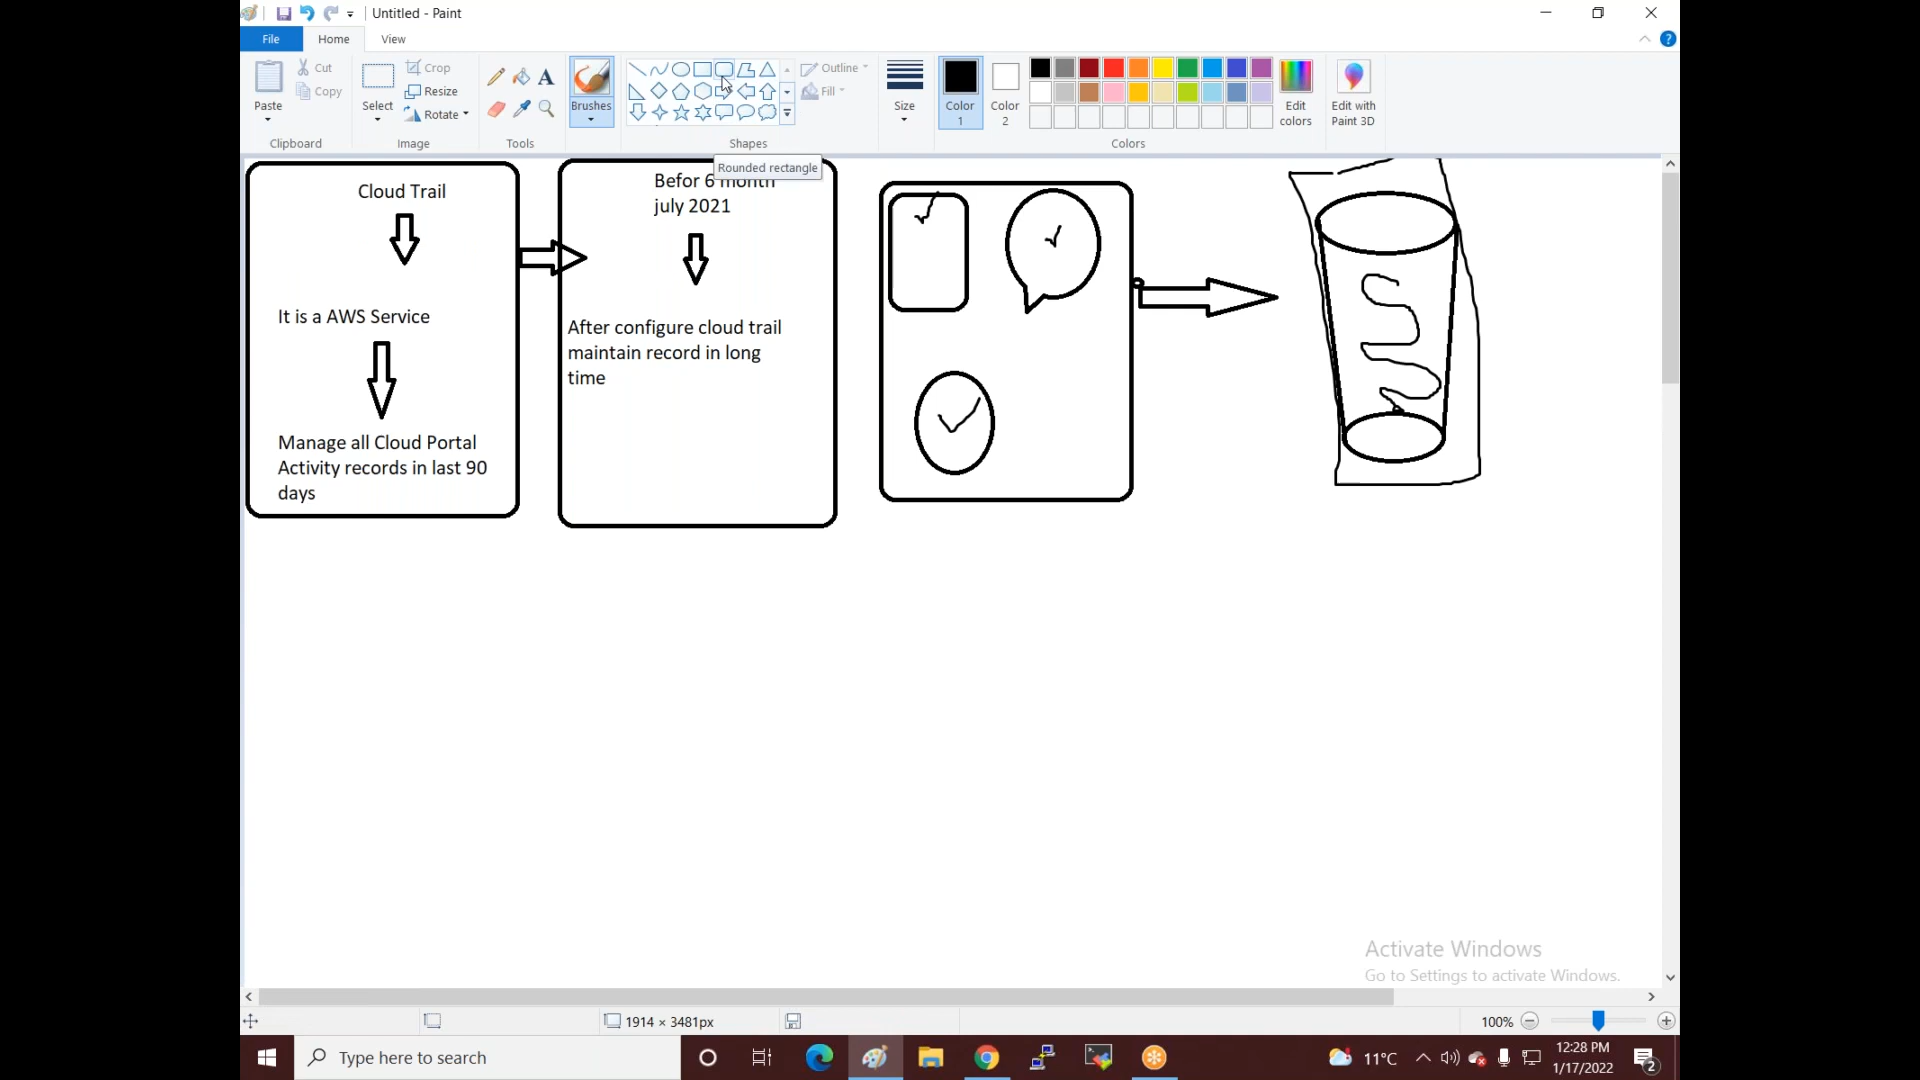 Untitled - Paint
File
Home
View
Paste
Cut
Copy
Clipboard
Select
Crop
Resize
Rotate
Image
Tools
Brushes
Shapes
Outline
Fill
Size
Color
1
Color
2
Colors
Edit
colors
Edit with
Paint 3D
Rounded rectangle
Cloud Trail
It is a AWS Service
Manage all Cloud Portal
Activity records in last 90
days
Befor 6 month
july 2021
After configure cloud trail
maintain record in long
time
Activate Windows
Go to Settings to activate Windows.
1914 × 3481px
100%
Type here to search
11°C
12:28 PM
1/17/2022
2